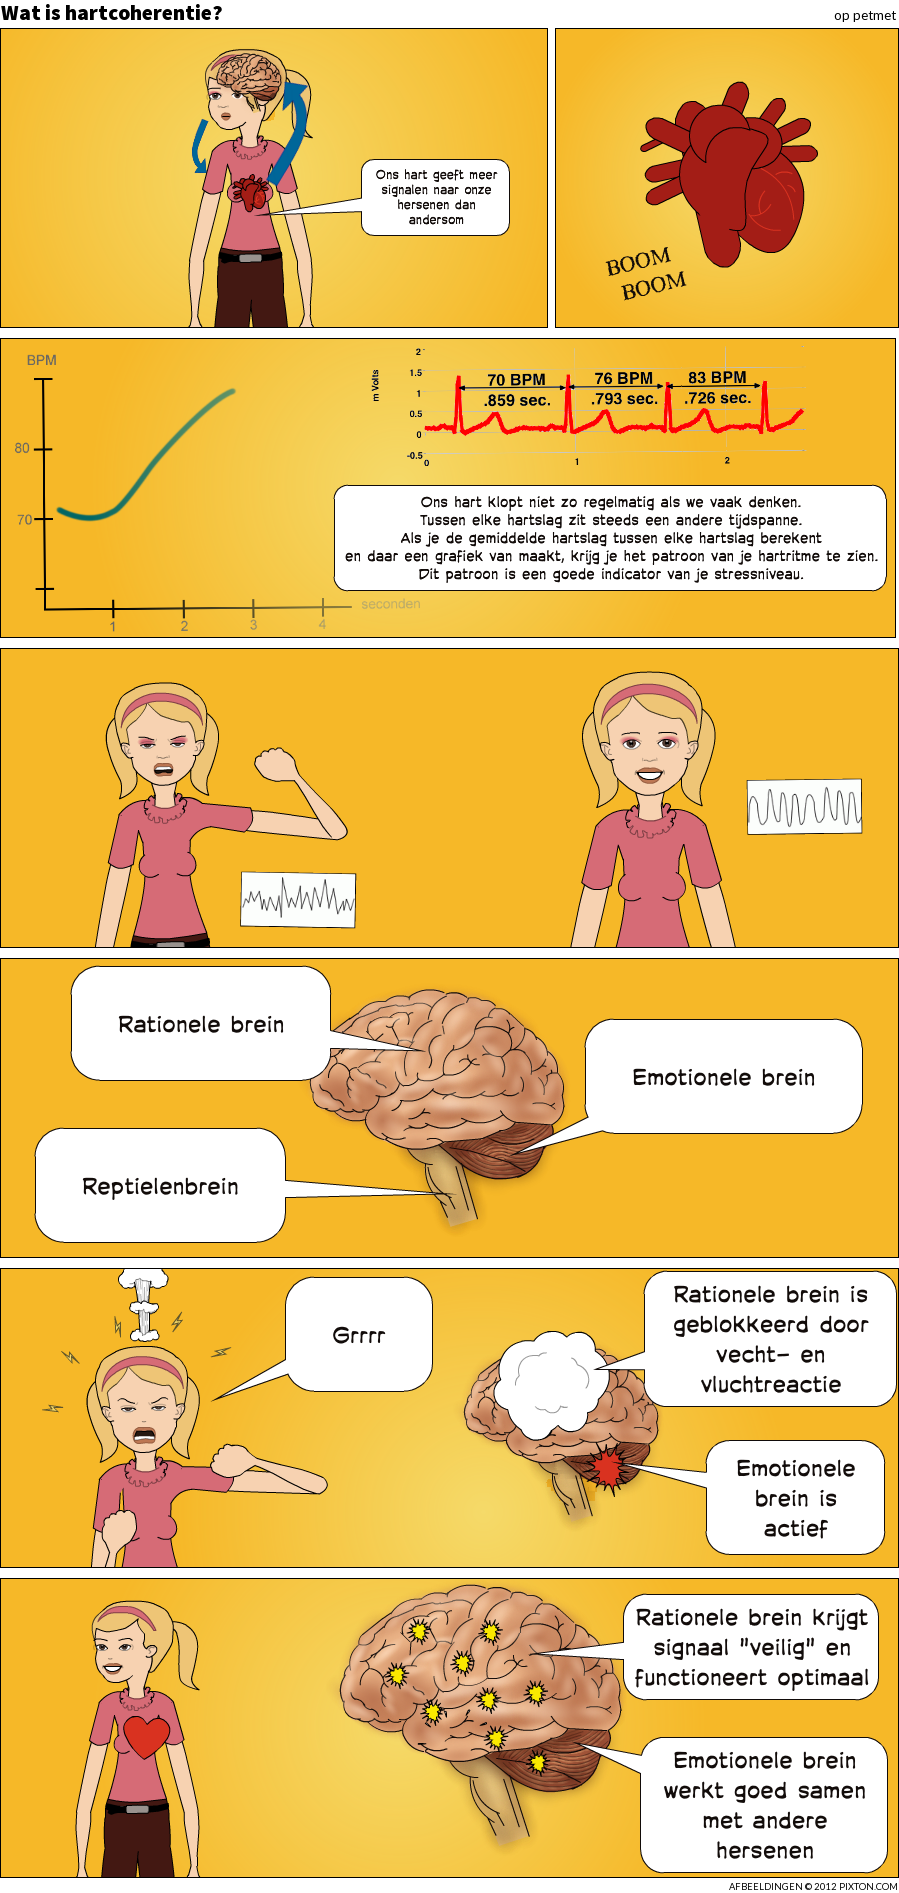 Wat is hartcoherentie?
op petmet
Ons hart geeft meer
signalen naar onze
hersenen dan
andersom
BOOM
BOOM
BPM
80
70
1
2
3
4
seconden
m Volts
2
1.5
1
0.5
0
-0.5
0
1
2
70 BPM
.859 sec.
76 BPM
.793 sec.
83 BPM
.726 sec.
Ons hart klopt niet zo regelmatig als we vaak denken.
Tussen elke hartslag zit steeds een andere tijdspanne.
Als je de gemiddelde hartslag tussen elke hartslag berekent
en daar een grafiek van maakt, krijg je het patroon van je hartritme te zien.
Dit patroon is een goede indicator van je stressniveau.
Rationele brein
Emotionele brein
Reptielenbrein
Grrrr
Rationele brein is
geblokkeerd door
vecht- en
vluchtreactie
Emotionele
brein is
actief
Rationele brein krijgt
signaal "veilig" en
functioneert optimaal
Emotionele brein
werkt goed samen
met andere
hersenen
AFBEELDINGEN © 2012 PIXTON.COM